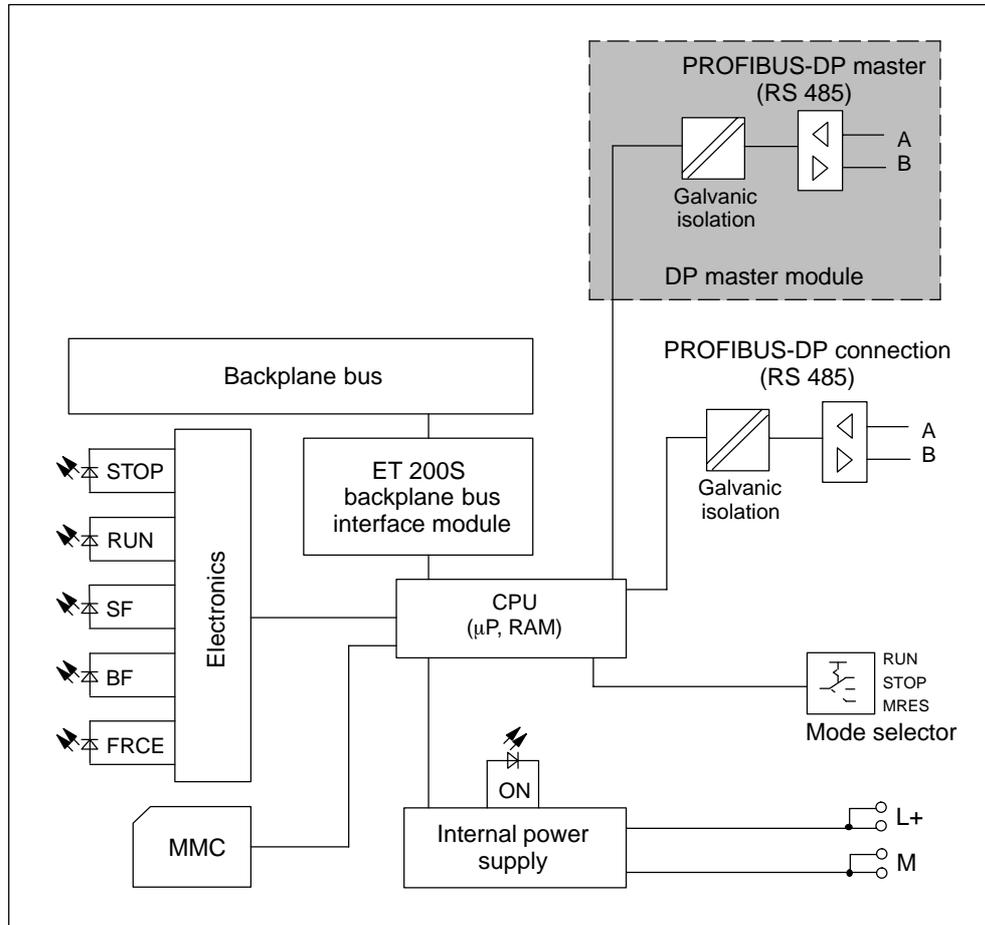 PROFIBUS-DP master
(RS 485)
A
B
Galvanic
isolation
DP master module
Backplane bus
PROFIBUS-DP connection
(RS 485)
A
B
Galvanic
isolation
ET 200S
backplane bus
interface module
STOP
RUN
SF
BF
FRCE
Electronics
CPU
(μP, RAM)
RUN
STOP
MRES
Mode selector
ON
MMC
Internal power
supply
L+
M